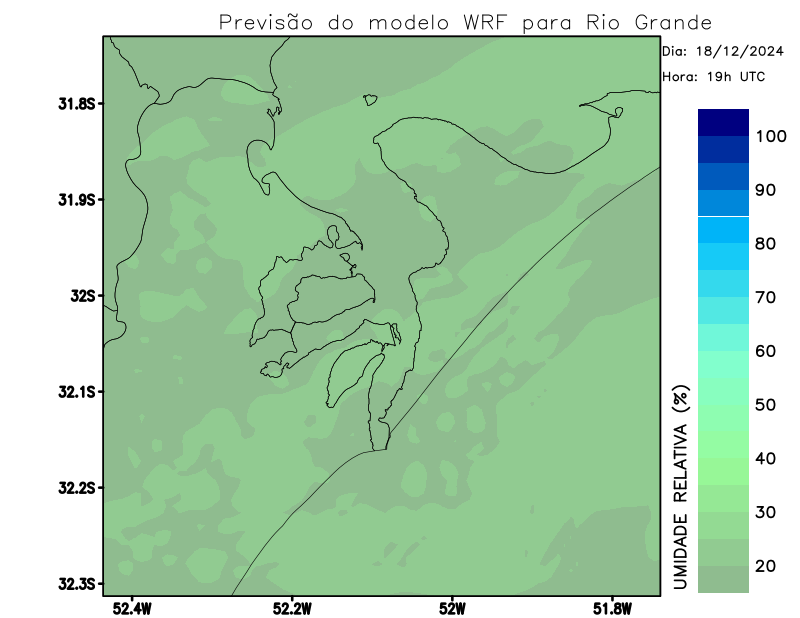 Previsão do modelo WRF para Rio Grande
Dia: 18/12/2024
Hora: 19h UTC
31.8S
31.9S
32S
32.1S
32.2S
32.3S
52.4W
52.2W
52W
51.8W
UMIDADE RELATIVA (%)
100
90
80
70
60
50
40
30
20